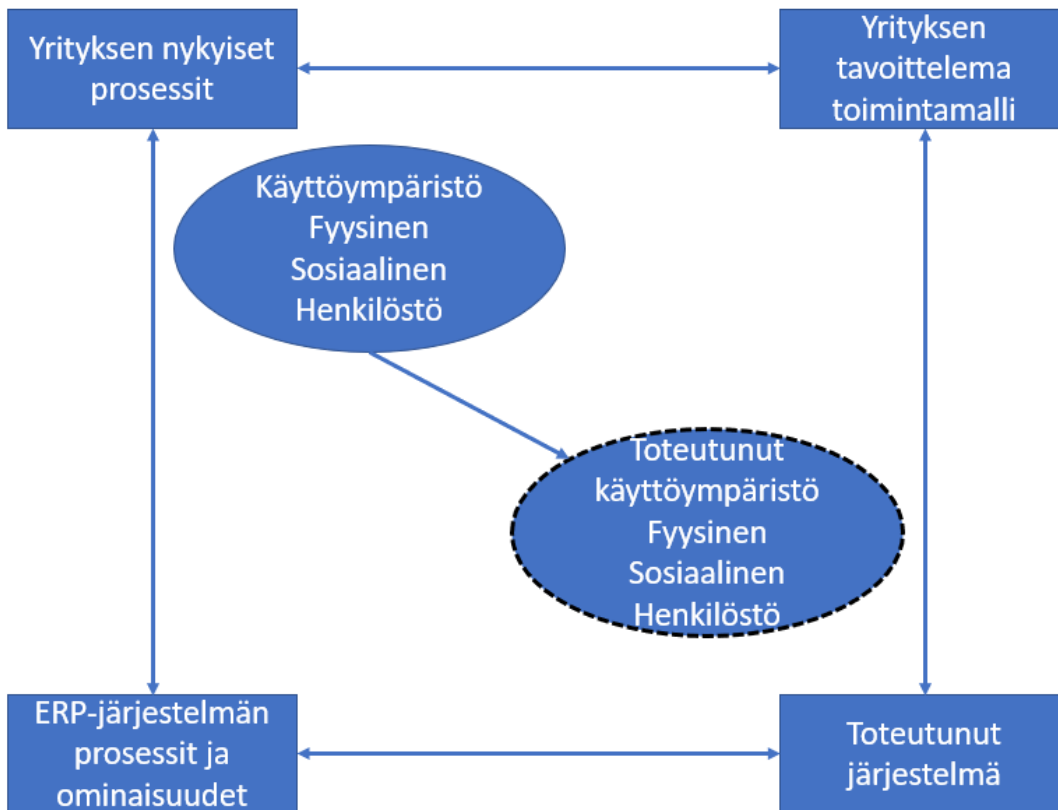 Yrityksen nykyiset
prosessit
Yrityksen
tavoittelema
toimintamalli
Käyttöympäristö
Fyysinen
Sosiaalinen
Henkilöstö
Toteutunut
käyttöympäristö
Fyysinen
Sosiaalinen
Henkilöstö
ERP-järjestelmän
prosessit ja
ominaisuudet
Toteutunut
järjestelmä